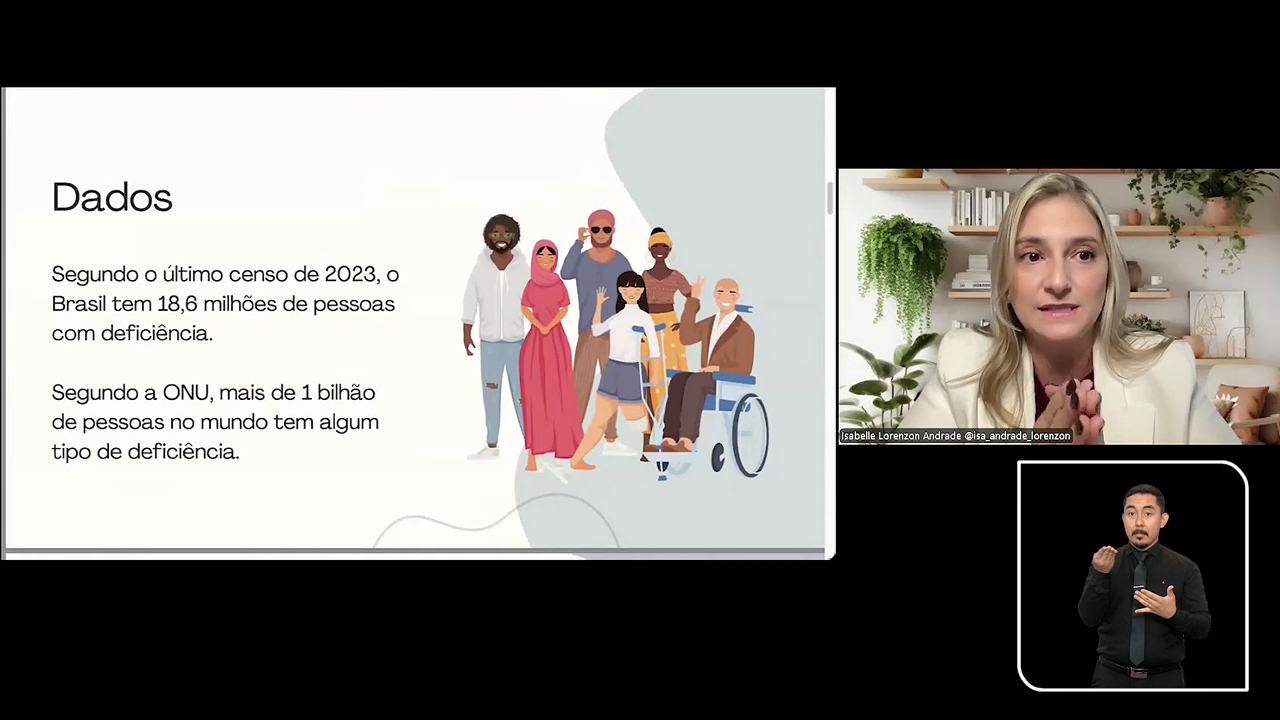 Dados
Segundo o último censo de 2023, o
Brasil tem 18,6 milhões de pessoas
com deficiência.
Segundo a ONU, mais de 1 bilhão
de pessoas no mundo tem algum
tipo de deficiência.
Isabelle Lorenzon Andrade @isa_andrade_lorenzon